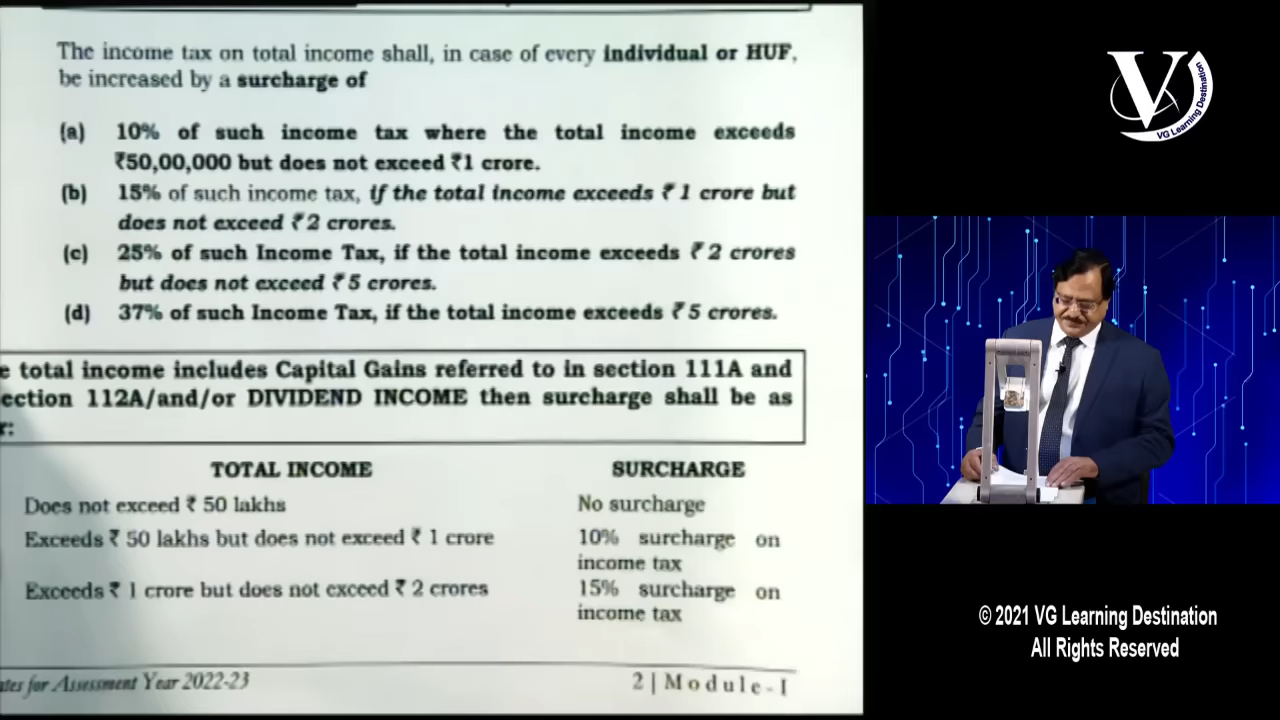 The income tax on total income shall, in case of every individual or HUF,
be increased by a surcharge of
(a) 10% of such income tax where the total income exceeds
₹50,00,000 but does not exceed ₹1 crore.
(b) 15% of such income tax, if the total income exceeds ₹ 1 crore but
does not exceed ₹ 2 crores.
(c) 25% of such Income Tax, if the total income exceeds ₹ 2 crores
but does not exceed ₹ 5 crores.
(d) 37% of such Income Tax, if the total income exceeds ₹ 5 crores.
e total income includes Capital Gains referred to in section 111A and
ection 112A/and/or DIVIDEND INCOME then surcharge shall be as
r:
TOTAL INCOME SURCHARGE
Does not exceed ₹ 50 lakhs No surcharge
Exceeds ₹ 50 lakhs but does not exceed ₹ 1 crore 10% surcharge on
income tax
Exceeds ₹ 1 crore but does not exceed ₹ 2 crores 15% surcharge on
income tax
ates for Assessment Year 2022-23 2 | Module-I
V
VG Learning Destination
© 2021 VG Learning Destination
All Rights Reserved